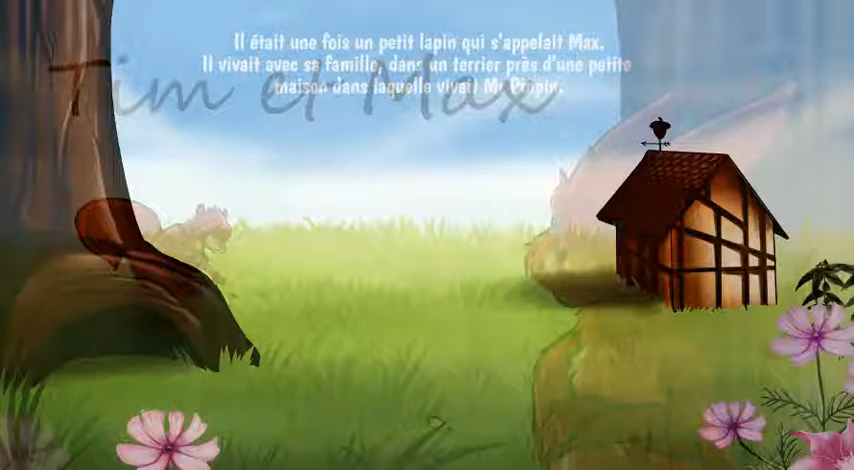 Il était une fois un petit lapin qui s'appelait Max.
Il vivait avec sa famille, dans un terrier près d'une petite
maison dans laquelle vivait Mr
Tim et Max